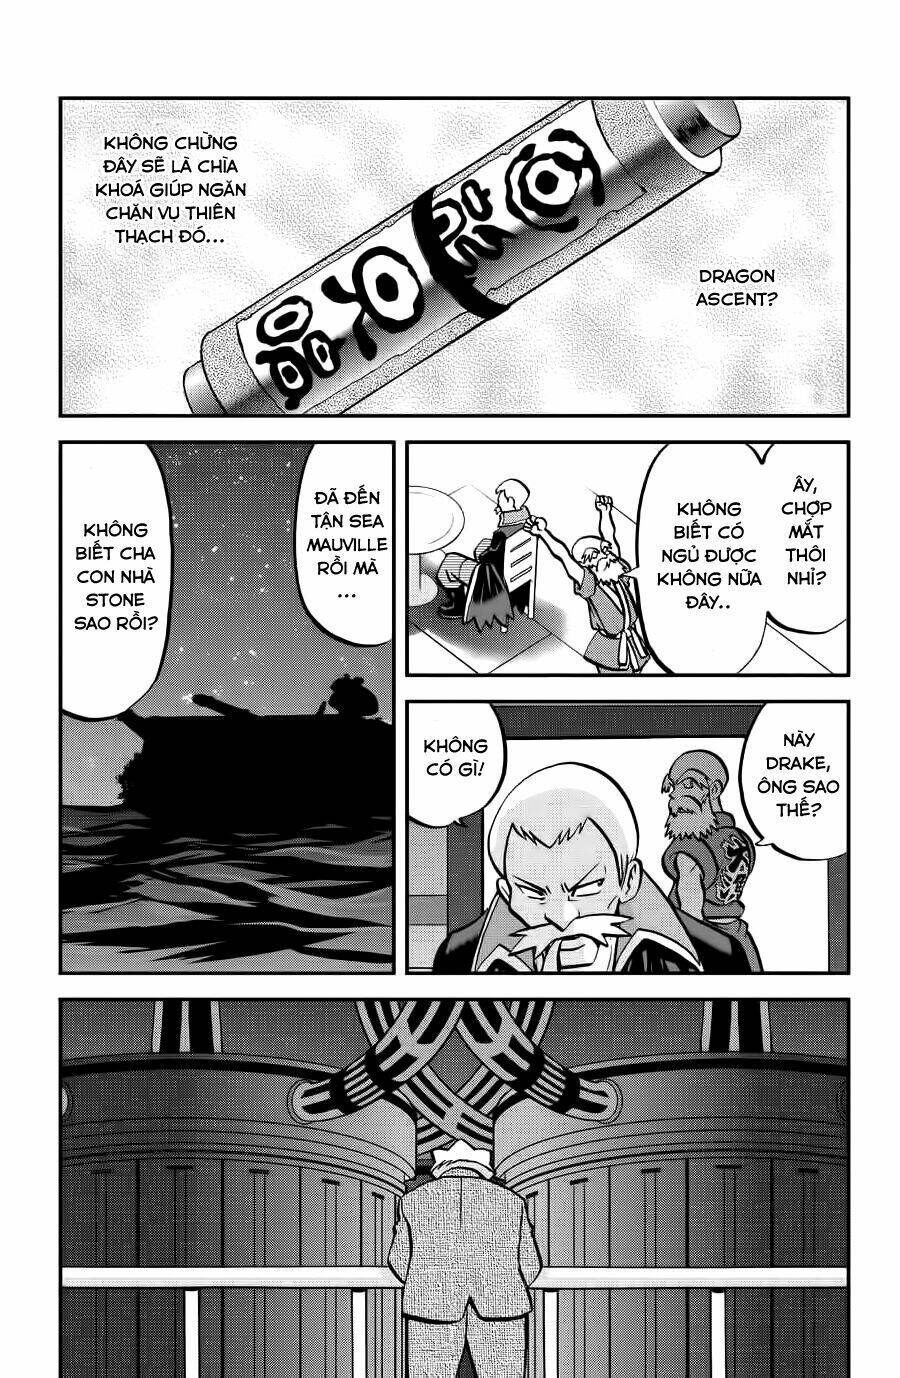 DRAGON
ASCENT?
KHÔNG CHỪNG
ĐÂY SẼ LÀ CHÌA
KHOÁ GIÚP NGĂN
CHẶN VỤ THIÊN
THẠCH ĐÓ...
ÂY,
CHỢP
MẮT
THÔI
NHỈ?
KHÔNG
BIẾT CÓ
NGỦ ĐƯỢC
KHÔNG NỮA
ĐÂY..
NÀY
DRAKE,
ÔNG SAO
THẾ?
KHÔNG
CÓ GÌ!
ĐÃ ĐẾN
TẬN SEA
MAUVILLE
RỒI MÀ
...
KHÔNG
BIẾT CHA
CON NHÀ
STONE
SAO RỒI?